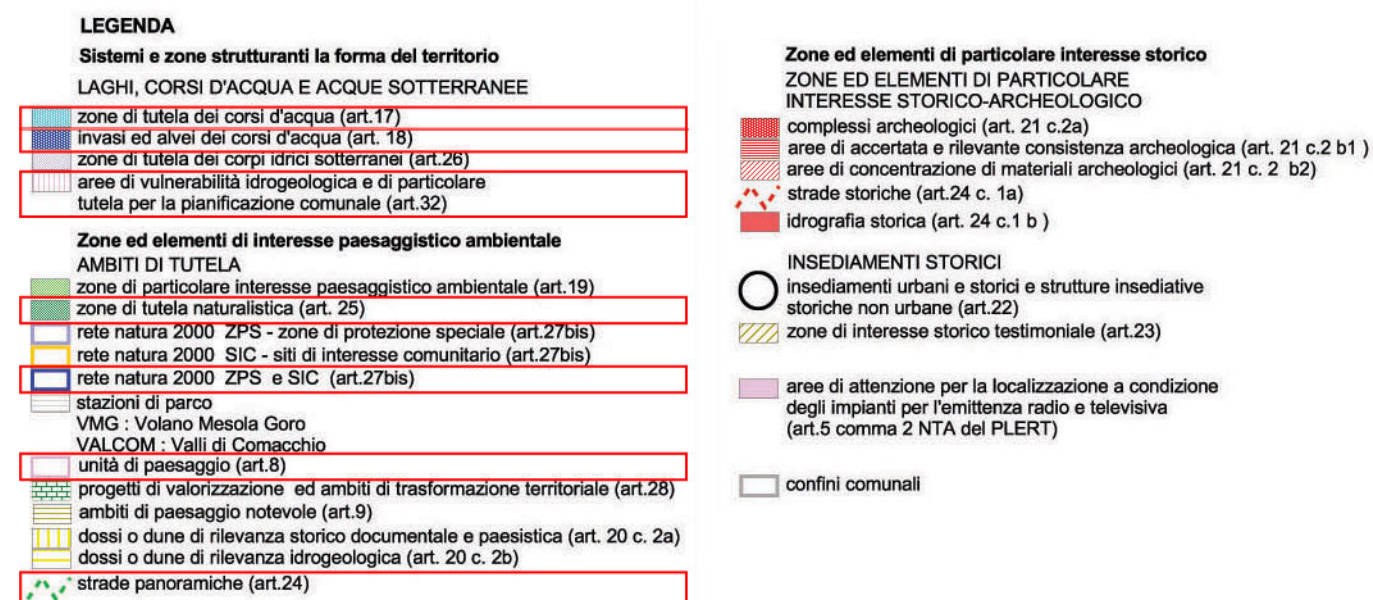 LEGENDA
Sistemi e zone strutturanti la forma del territorio
LAGHI, CORSI D'ACQUA E ACQUE SOTTERRANEE
zone di tutela dei corsi d'acqua (art.17)
invasi ed alvei dei corsi d'acqua (art. 18)
zone di tutela dei corpi idrici sotterranei (art.26)
aree di vulnerabilità idrogeologica e di particolare
tutela per la pianificazione comunale (art.32)
Zone ed elementi di interesse paesaggistico ambientale
AMBITI DI TUTELA
zone di particolare interesse paesaggistico ambientale (art.19)
zone di tutela naturalistica (art. 25)
rete natura 2000 ZPS - zone di protezione speciale (art.27bis)
rete natura 2000 SIC - siti di interesse comunitario (art.27bis)
rete natura 2000 ZPS e SIC (art.27bis)
stazioni di parco
VMG : Volano Mesola Goro
VALCOM : Valli di Comacchio
unità di paesaggio (art.8)
progetti di valorizzazione ed ambiti di trasformazione territoriale (art.28)
ambiti di paesaggio notevole (art.9)
dossi o dune di rilevanza storico documentale e paesistica (art. 20 c. 2a)
dossi o dune di rilevanza idrogeologica (art. 20 c. 2b)
strade panoramiche (art.24)
Zone ed elementi di particolare interesse storico
ZONE ED ELEMENTI DI PARTICOLARE
INTERESSE STORICO-ARCHEOLOGICO
complessi archeologici (art. 21 c.2a)
aree di accertata e rilevante consistenza archeologica (art. 21 c.2 b1 )
aree di concentrazione di materiali archeologici (art. 21 c. 2 b2)
strade storiche (art.24 c. 1a)
idrografia storica (art. 24 c.1 b )
INSEDIAMENTI STORICI
insediamenti urbani e storici e strutture insediative
storiche non urbane (art.22)
zone di interesse storico testimoniale (art.23)
aree di attenzione per la localizzazione a condizione
degli impianti per l'emittenza radio e televisiva
(art.5 comma 2 NTA del PLERT)
confini comunali